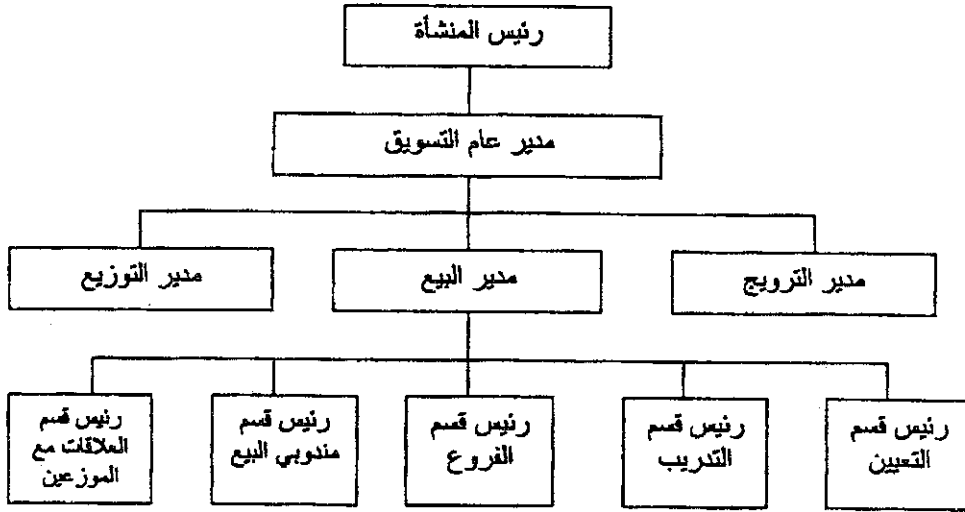 رئيس المنشأة
مدير عام التسويق
مدير الترويج
مدير البيع
مدير التوزيع
رئيس قسم
التعيين
رئيس قسم
التدريب
رئيس قسم
الفروع
رئيس قسم
مندوبي البيع
رئيس قسم
العلاقات مع
الموزعين